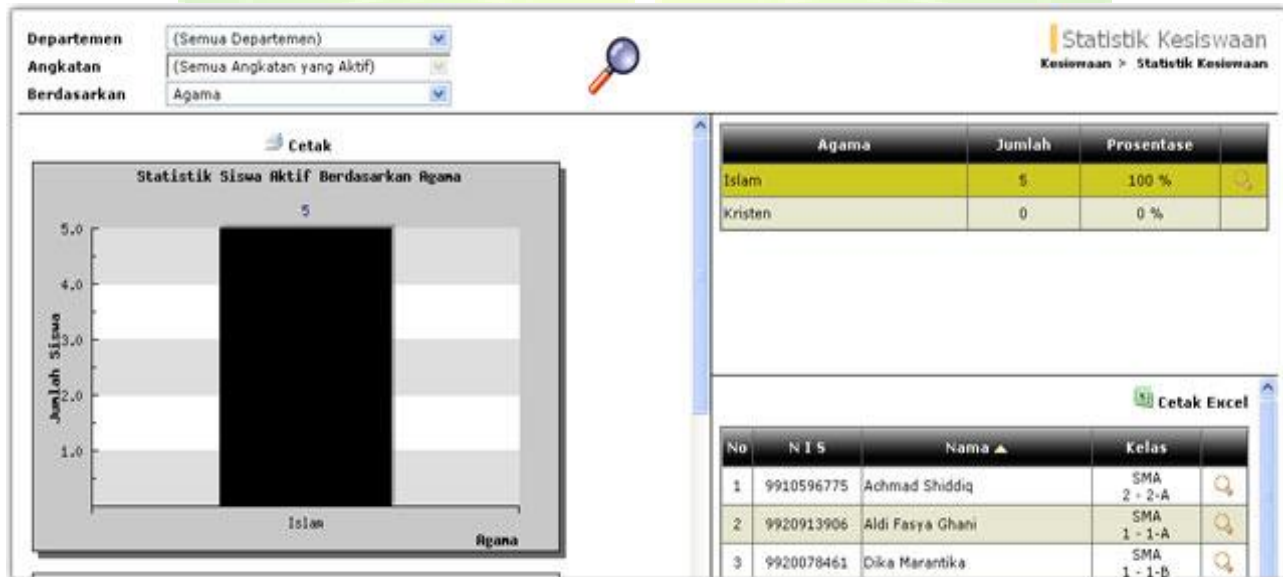 Departemen (Semua Departemen)
Angkatan (Semua Angkatan yang Aktif)
Berdasarkan Agama
Statistik Kesiswaan
Kesiswaan > Statistik Kesiswaan
Cetak
Statistik Siswa Aktif Berdasarkan Agama
5
5.0
4.0
3.0
2.0
1.0
Jumlah Siswa
Islam
Agama
Agama Jumlah Prosentase
Islam 5 100 %
Kristen 0 0 %
Cetak Excel
No N I S Nama Kelas
1 9910596775 Achmad Shiddiq SMA
2 - 2-A
2 9920913906 Aldi Fasya Ghani SMA
1 - 1-A
3 9920078461 Dika Marantika SMA
1 - 1-B